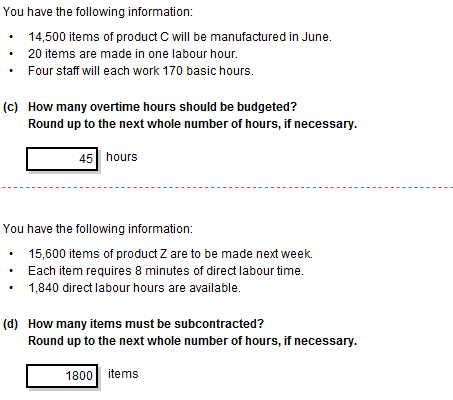 You have the following information:
• 14,500 items of product C will be manufactured in June.
• 20 items are made in one labour hour.
• Four staff will each work 170 basic hours.
(c) How many overtime hours should be budgeted?
Round up to the next whole number of hours, if necessary.
45 hours
You have the following information:
• 15,600 items of product Z are to be made next week.
• Each item requires 8 minutes of direct labour time.
• 1,840 direct labour hours are available.
(d) How many items must be subcontracted?
Round up to the next whole number of hours, if necessary.
1800 items